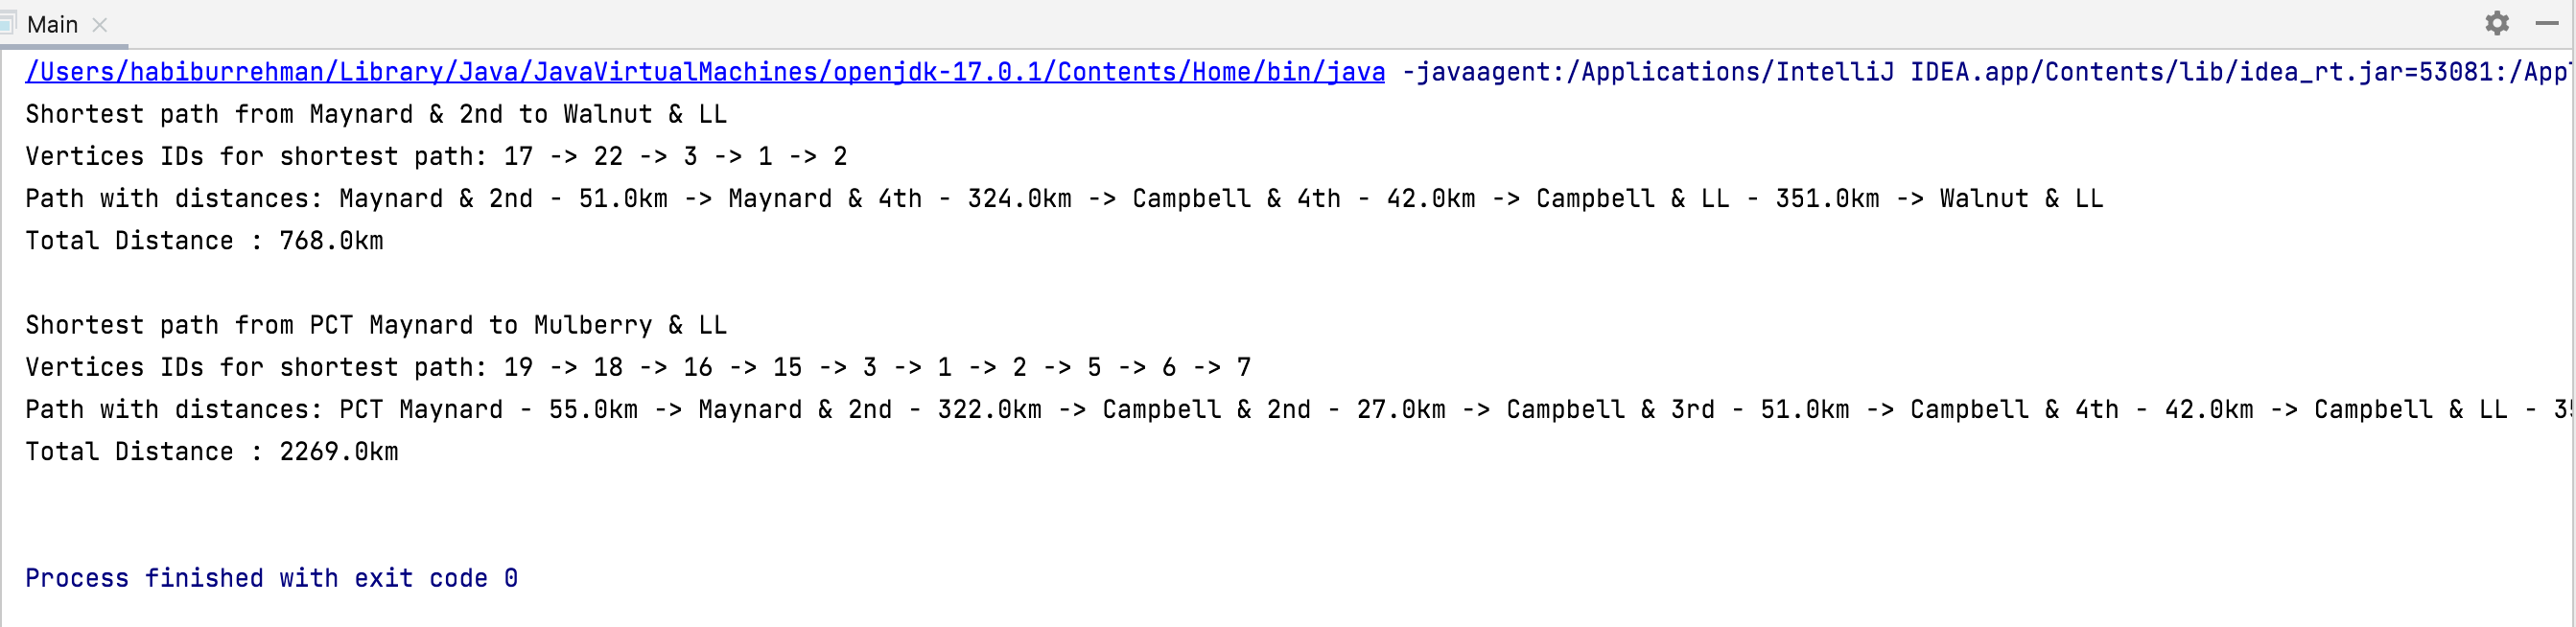 Main
/Users/habiburrehman/Library/Java/JavaVirtualMachines/openjdk-17.0.1/Contents/Home/bin/java -javaagent:/Applications/IntelliJ IDEA.app/Contents/lib/idea_rt.jar=53081:/App
Shortest path from Maynard & 2nd to Walnut & LL
Vertices IDs for shortest path: 17 -> 22 -> 3 -> 1 -> 2
Path with distances: Maynard & 2nd - 51.0km -> Maynard & 4th - 324.0km -> Campbell & 4th - 42.0km -> Campbell & LL - 351.0km -> Walnut & LL
Total Distance : 768.0km
Shortest path from PCT Maynard to Mulberry & LL
Vertices IDs for shortest path: 19 -> 18 -> 16 -> 15 -> 3 -> 1 -> 2 -> 5 -> 6 -> 7
Path with distances: PCT Maynard - 55.0km -> Maynard & 2nd - 322.0km -> Campbell & 2nd - 27.0km -> Campbell & 3rd - 51.0km -> Campbell & 4th - 42.0km -> Campbell & LL -
Total Distance : 2269.0km
Process finished with exit code 0